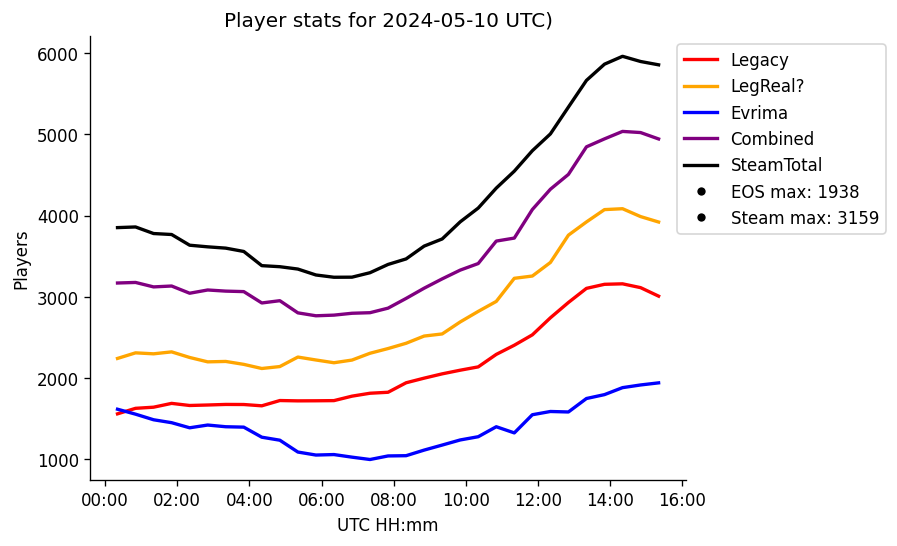 Player stats for 2024-05-10 UTC)
6000
5000
4000
3000
2000
1000
Players
00:00 02:00 04:00 06:00 08:00 10:00 12:00 14:00 16:00
UTC HH:mm
Legacy
LegReal?
Evrima
Combined
SteamTotal
EOS max: 1938
Steam max: 3159